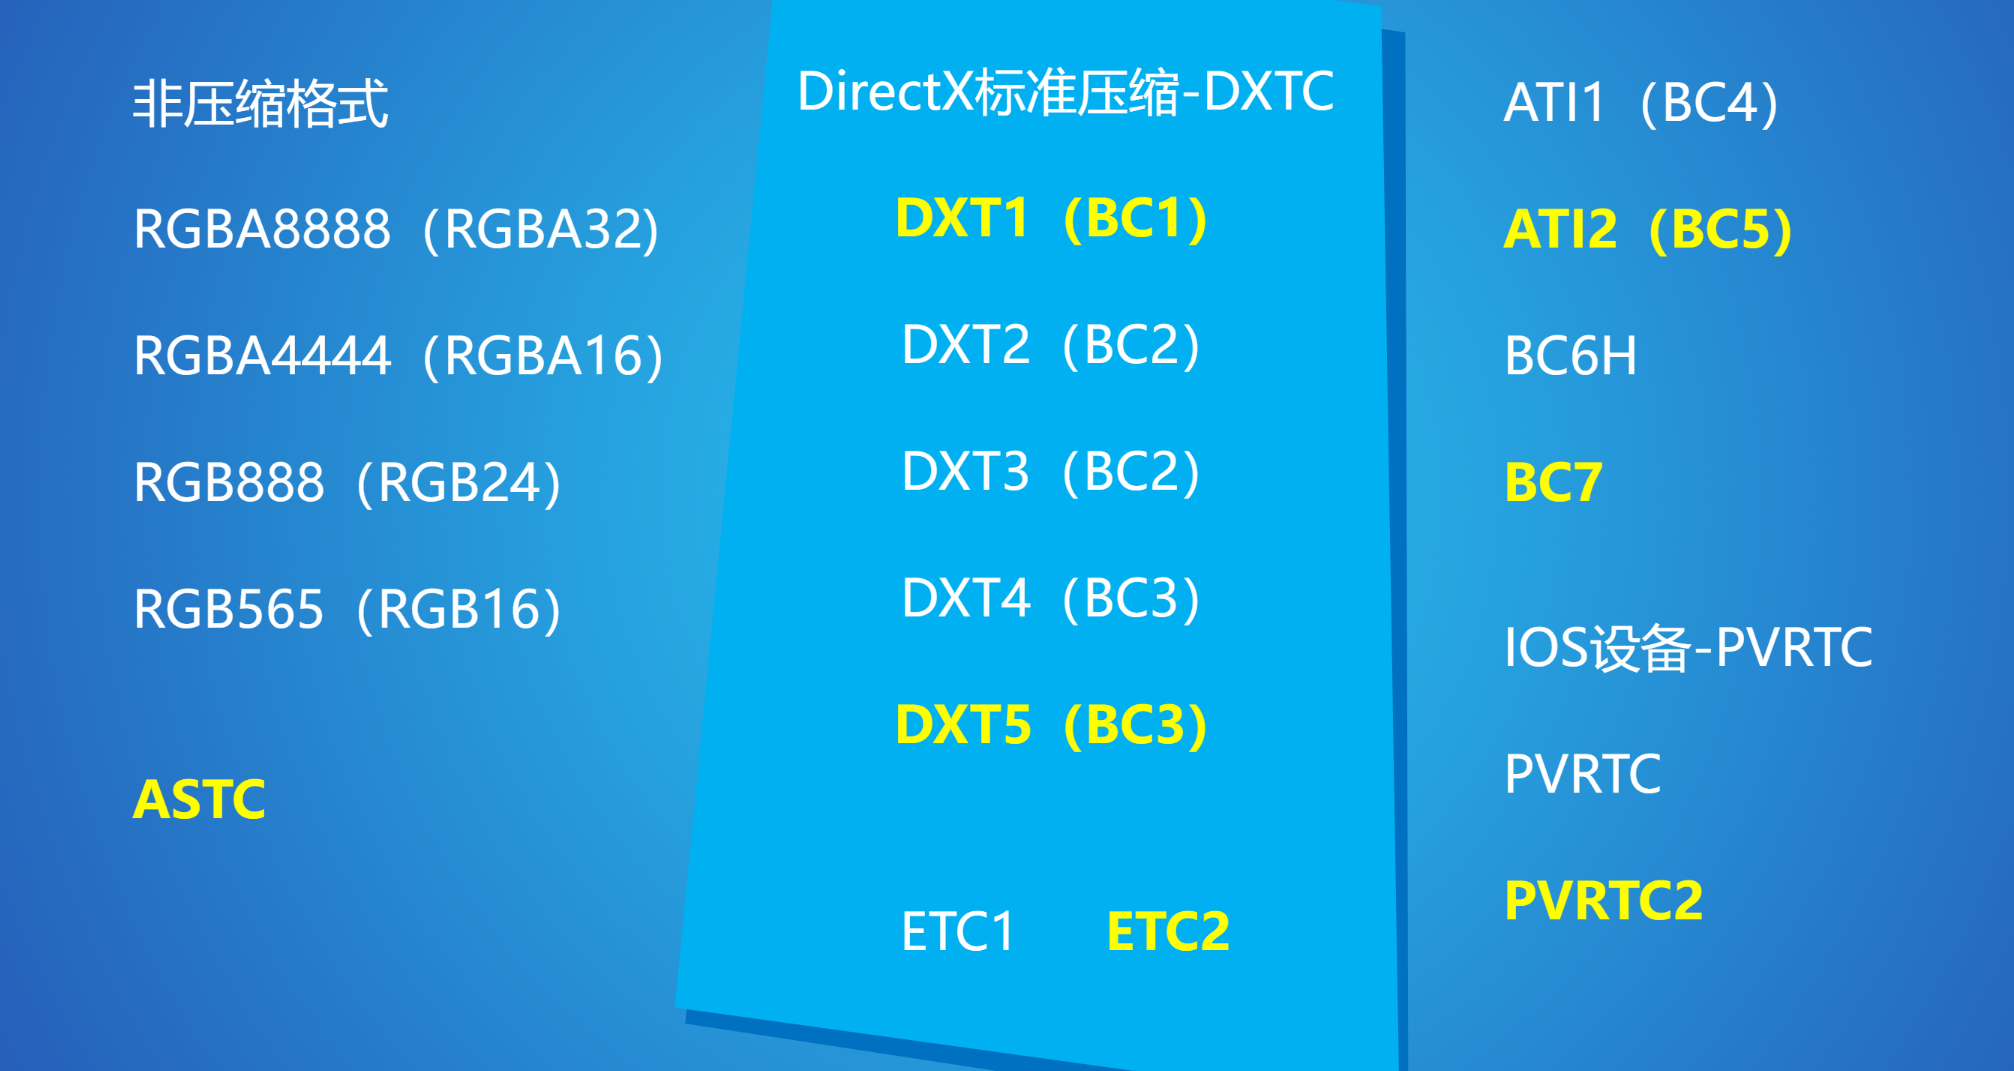 非压缩格式
RGBA8888（RGBA32)
RGBA4444（RGBA16）
RGB888（RGB24）
RGB565（RGB16）
ASTC
DirectX标准压缩-DXTC
DXT1（BC1）
DXT2（BC2）
DXT3（BC2）
DXT4（BC3）
DXT5（BC3）
ETC1 ETC2
ATI1（BC4）
ATI2（BC5）
BC6H
BC7
IOS设备-PVRTC
PVRTC
PVRTC2